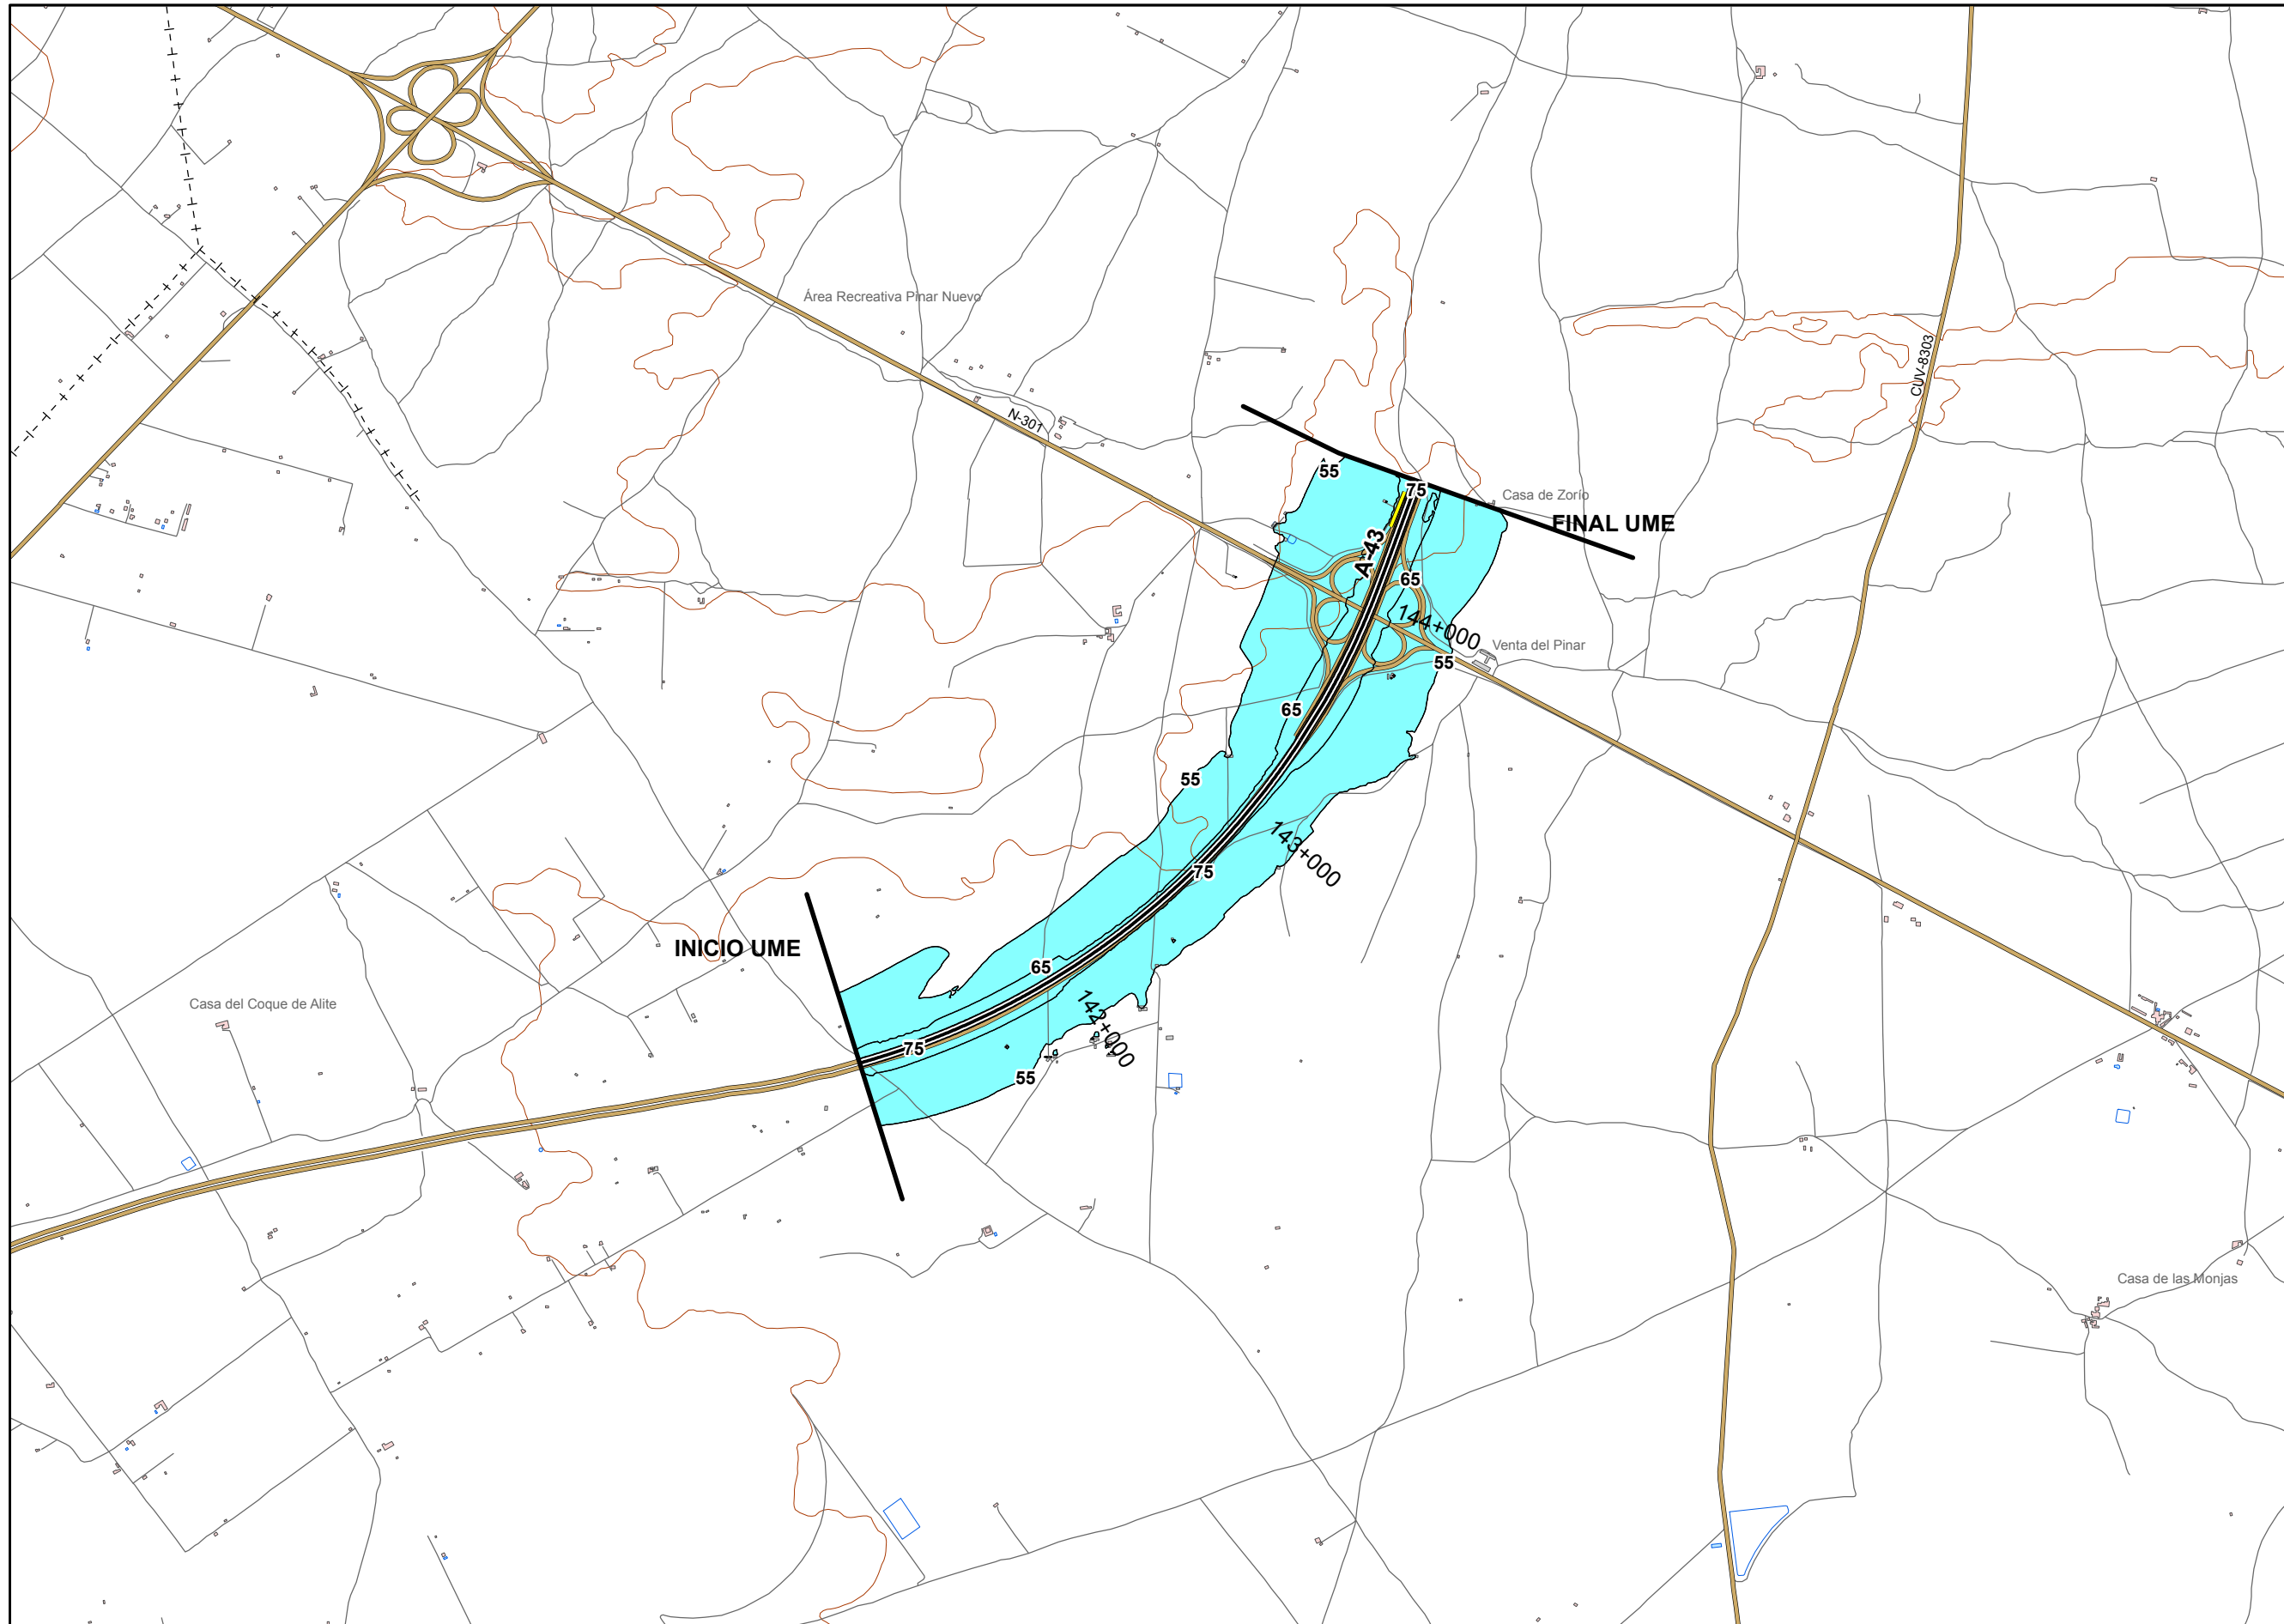 Área Recreativa Pinar Nuevo
CUV-8303
N-301
55
75
Casa de Zorío
FINAL UME
A-43
65
144+000
Venta del Pinar
55
65
55
143+000
75
INICIO UME
65
Casa del Coque de Alite
142+000
75
55
Casa de las Monjas